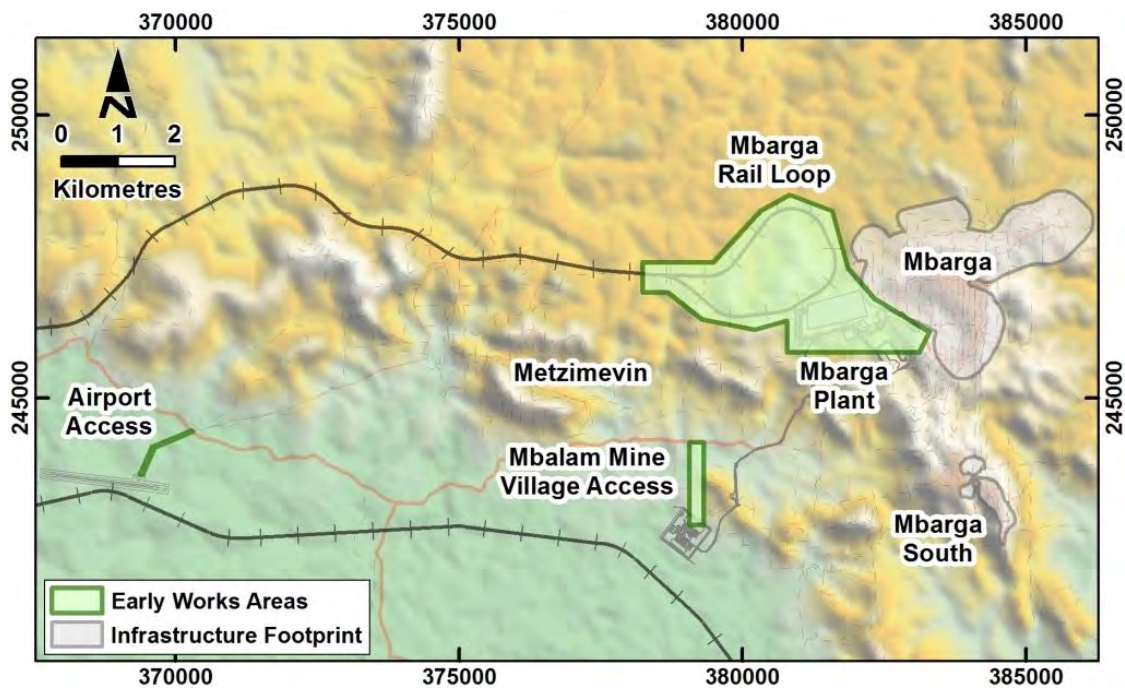 370000
375000
380000
385000
250000
250000
N
0 1 2
Kilometres
Mbarga
Rail Loop
Mbarga
Metzimevin
Mbarga
Plant
245000
245000
Airport
Access
Mbalam Mine
Village Access
Mbarga
South
Early Works Areas
Infrastructure Footprint
370000
375000
380000
385000